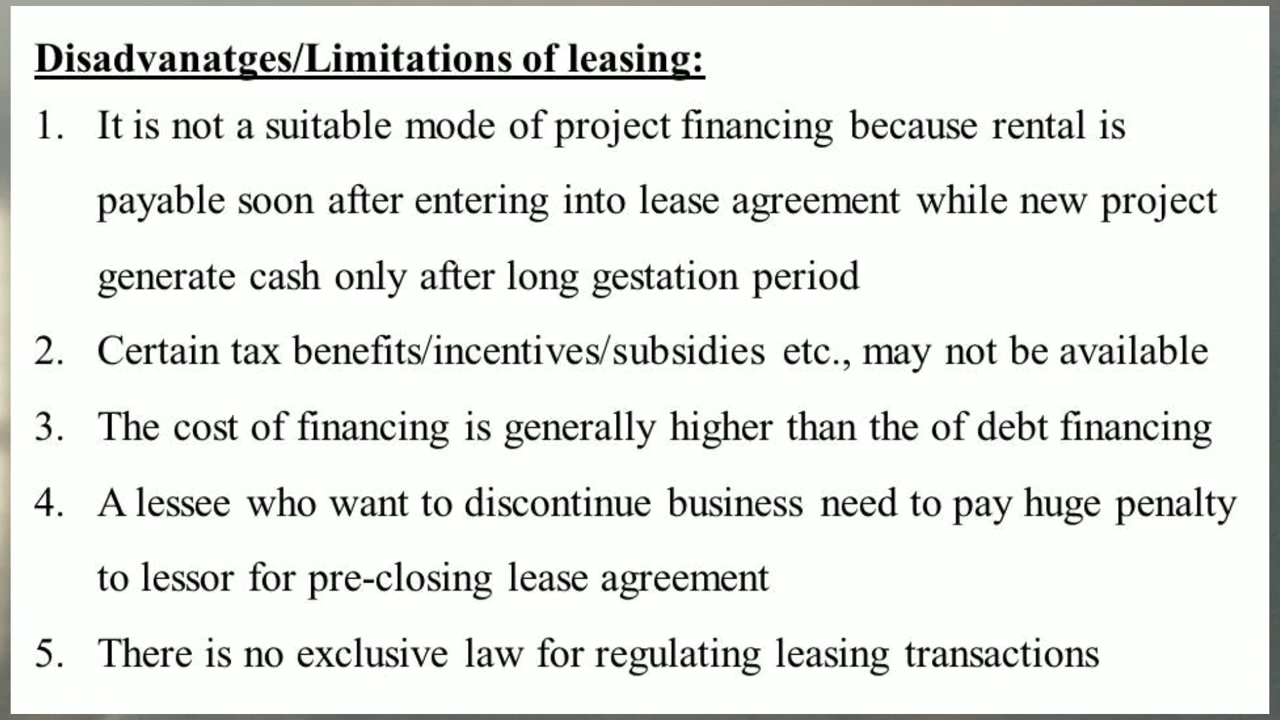 Disadvanatges/Limitations of leasing:
1. It is not a suitable mode of project financing because rental is
payable soon after entering into lease agreement while new project
generate cash only after long gestation period
2. Certain tax benefits/incentives/subsidies etc., may not be available
3. The cost of financing is generally higher than the of debt financing
4. A lessee who want to discontinue business need to pay huge penalty
to lessor for pre-closing lease agreement
5. There is no exclusive law for regulating leasing transactions